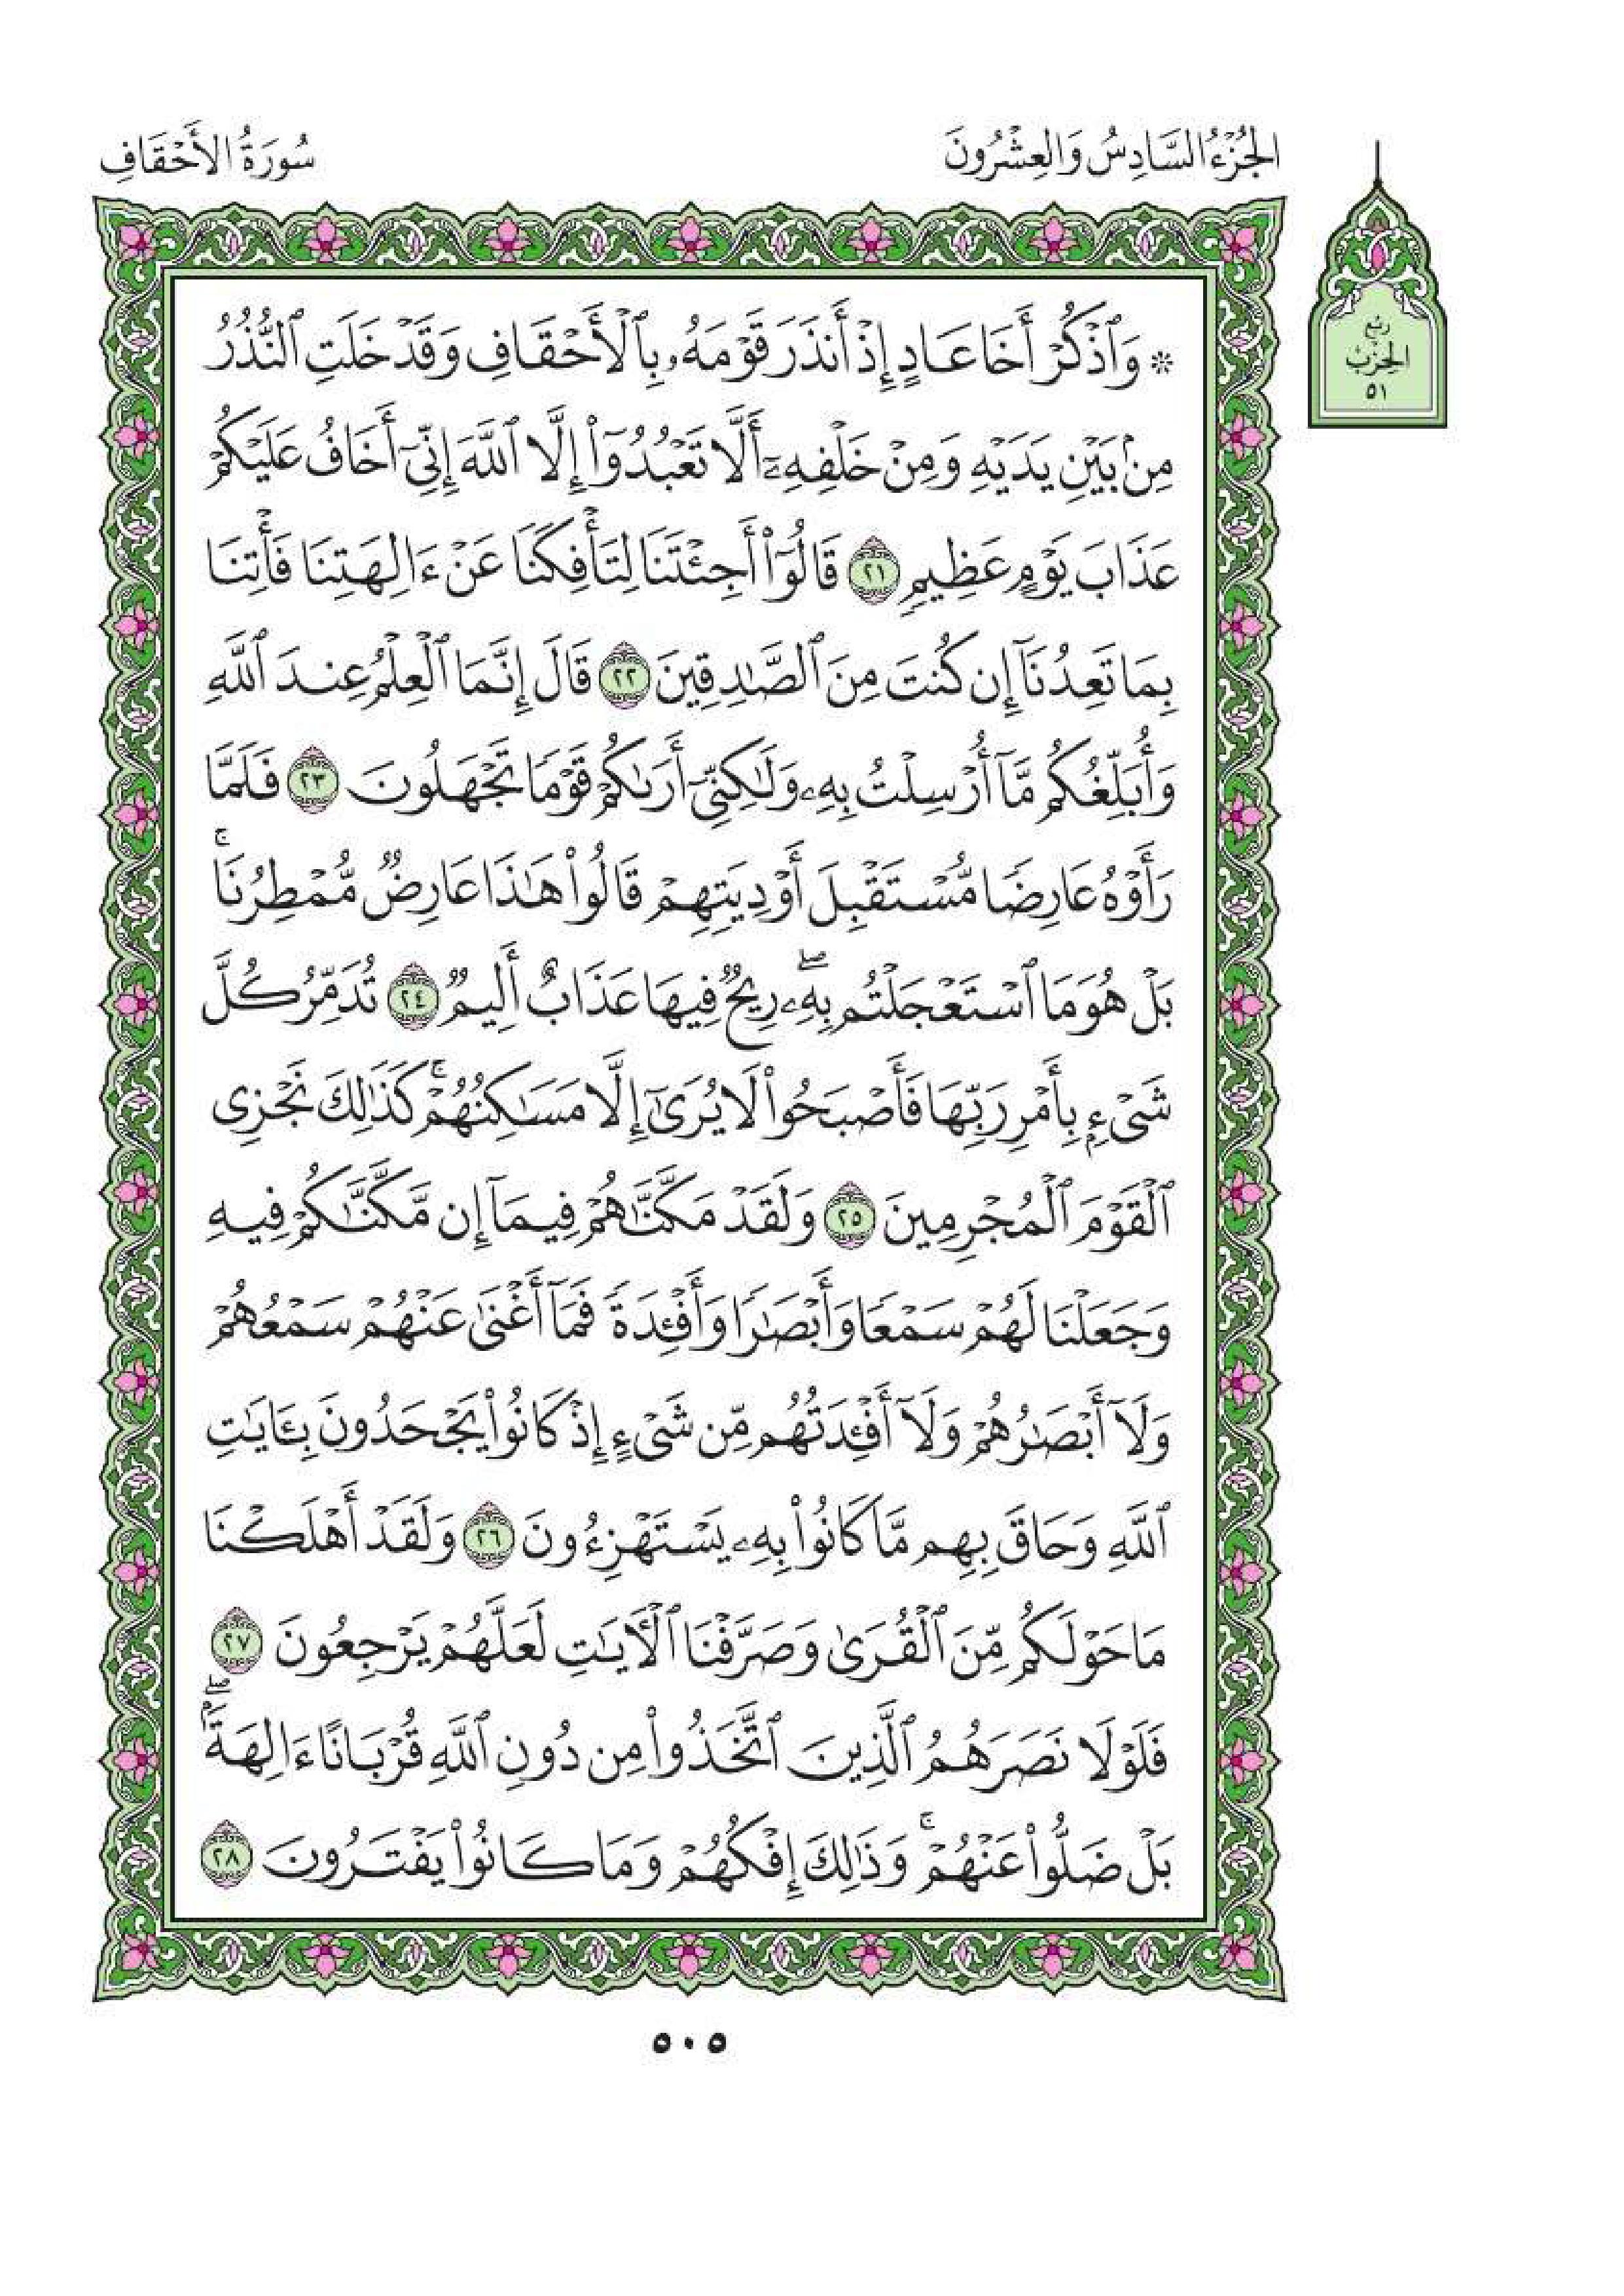 الجُزْءُ السَّادِسُ وَالعِشْرُونَ
سُورَةُ الأَحْقَافِ
رُبْع
الحِزْب
٥١
۞ وَٱذْكُرْ أَخَا عَادٍ إِذْ أَنذَرَ قَوْمَهُۥ بِٱلْأَحْقَافِ وَقَدْ خَلَتِ ٱلنُّذُرُ
مِنۢ بَيْنِ يَدَيْهِ وَمِنْ خَلْفِهِۦٓ أَلَّا تَعْبُدُوٓا۟ إِلَّا ٱللَّهَ إِنِّىٓ أَخَافُ عَلَيْكُمْ
عَذَابَ يَوْمٍ عَظِيمٍ ٢١ قَالُوٓا۟ أَجِئْتَنَا لِتَأْفِكَنَا عَنْ ءَالِهَتِنَا فَأْتِنَا
بِمَا تَعِدُنَآ إِن كُنتَ مِنَ ٱلصَّـٰدِقِينَ ٢٢ قَالَ إِنَّمَا ٱلْعِلْمُ عِندَ ٱللَّهِ
وَأُبَلِّغُكُم مَّآ أُرْسِلْتُ بِهِۦ وَلَـٰكِنِّىٓ أَرَىٰكُمْ قَوْمًا تَجْهَلُونَ ٢٣ فَلَمَّا
رَأَوْهُ عَارِضًا مُّسْتَقْبِلَ أَوْدِيَتِهِمْ قَالُوا۟ هَـٰذَا عَارِضٌ مُّمْطِرُنَا ۚ
بَلْ هُوَ مَا ٱسْتَعْجَلْتُم بِهِۦ ۖ رِيحٌ فِيهَا عَذَابٌ أَلِيمٌ ٢٤ تُدَمِّرُ كُلَّ
شَىْءٍۭ بِأَمْرِ رَبِّهَا فَأَصْبَحُوا۟ لَا يُرَىٰٓ إِلَّا مَسَـٰكِنُهُمْ ۚ كَذَٰلِكَ نَجْزِى
ٱلْقَوْمَ ٱلْمُجْرِمِينَ ٢٥ وَلَقَدْ مَكَّنَّـٰهُمْ فِيمَآ إِن مَّكَّنَّـٰكُمْ فِيهِ
وَجَعَلْنَا لَهُمْ سَمْعًا وَأَبْصَـٰرًا وَأَفْـِٔدَةً فَمَآ أَغْنَىٰ عَنْهُمْ سَمْعُهُمْ
وَلَآ أَبْصَـٰرُهُمْ وَلَآ أَفْـِٔدَتُهُم مِّن شَىْءٍ إِذْ كَانُوا۟ يَجْحَدُونَ بِـَٔايَـٰتِ
ٱللَّهِ وَحَاقَ بِهِم مَّا كَانُوا۟ بِهِۦ يَسْتَهْزِءُونَ ٢٦ وَلَقَدْ أَهْلَكْنَا
مَا حَوْلَكُم مِّنَ ٱلْقُرَىٰ وَصَرَّفْنَا ٱلْـَٔايَـٰتِ لَعَلَّهُمْ يَرْجِعُونَ ٢٧
فَلَوْلَا نَصَرَهُمُ ٱلَّذِينَ ٱتَّخَذُوا۟ مِن دُونِ ٱللَّهِ قُرْبَانًا ءَالِهَةًۢ ۖ
بَلْ ضَلُّوا۟ عَنْهُمْ ۚ وَذَٰلِكَ إِفْكُهُمْ وَمَا كَانُوا۟ يَفْتَرُونَ ٢٨
٥٠٥